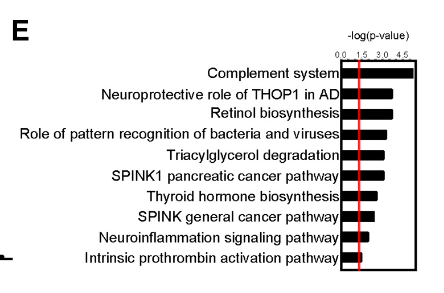 E
-log(p-value)
0.0 1.5 3.0 4.5
Complement system
Neuroprotective role of THOP1 in AD
Retinol biosynthesis
Role of pattern recognition of bacteria and viruses
Triacylglycerol degradation
SPINK1 pancreatic cancer pathway
Thyroid hormone biosynthesis
SPINK general cancer pathway
Neuroinflammation signaling pathway
Intrinsic prothrombin activation pathway